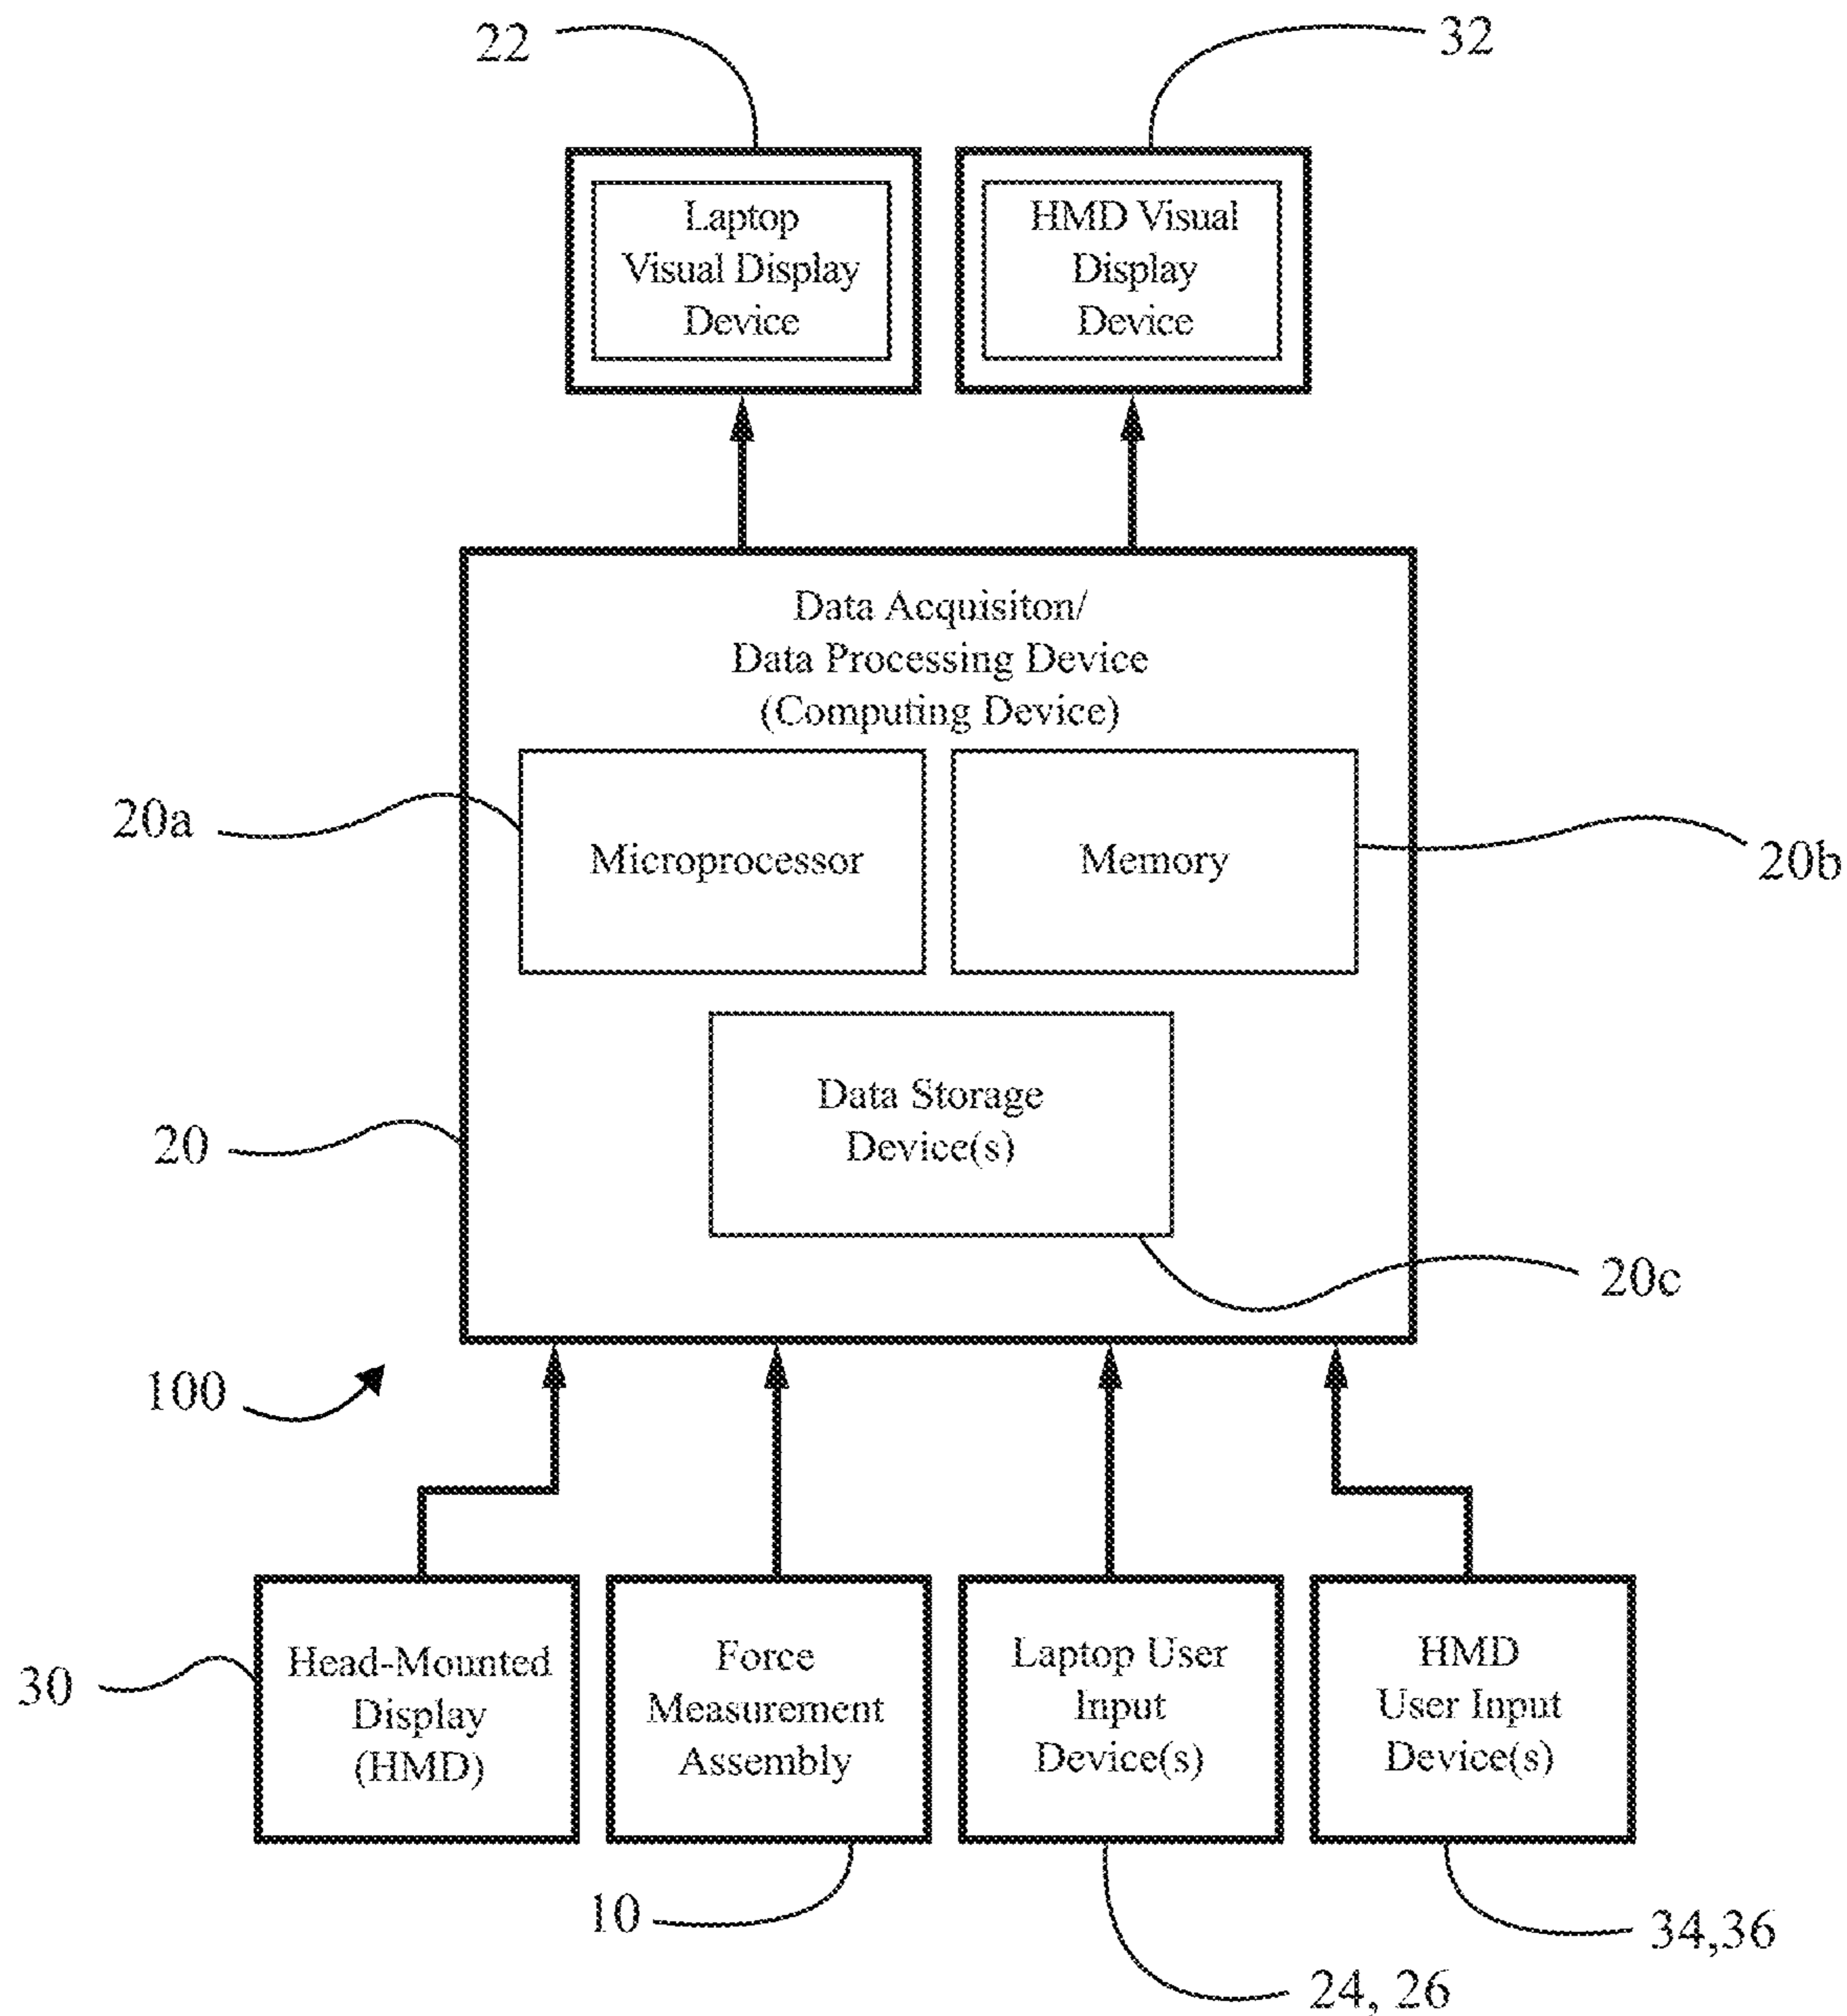 22
32
Laptop
Visual Display
Device
HMD Visual
Display
Device
Data Acquisiton/
Data Processing Device
(Computing Device)
20a
Microprocessor
Memory
20b
Data Storage
Device(s)
20
20c
100
30
Head-Mounted
Display
(HMD)
Force
Measurement
Assembly
Laptop User
Input
Device(s)
HMD
User Input
Device(s)
10
34,36
24, 26